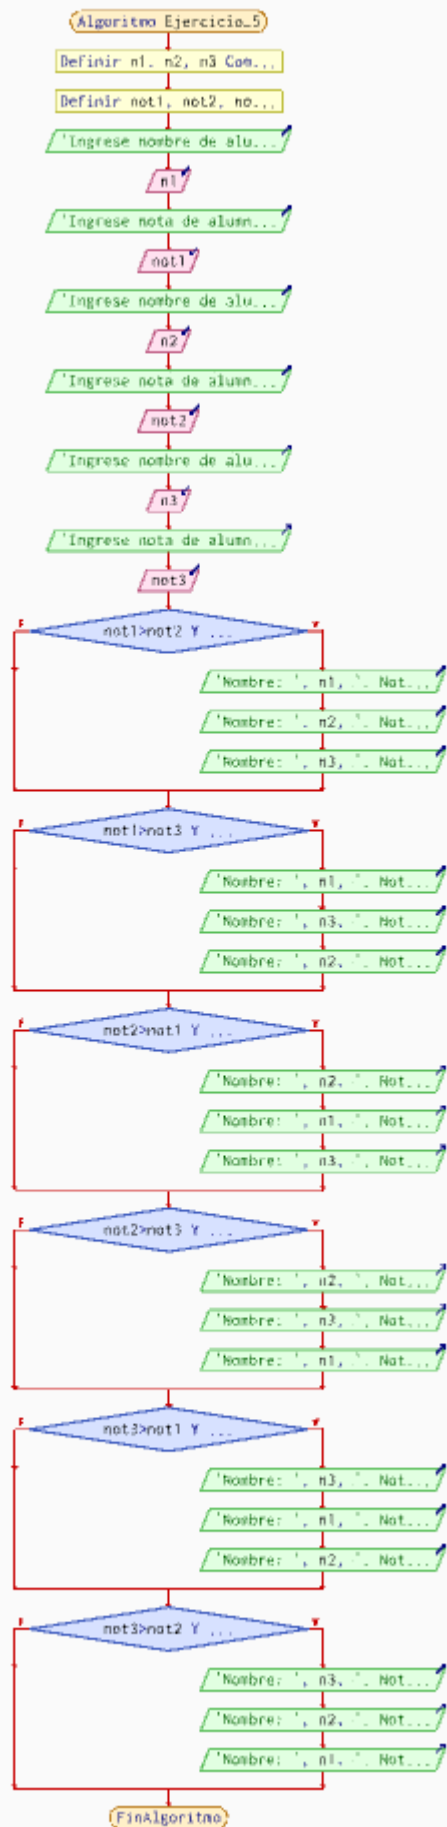 Algoritmo Ejercicio_5
Definir n1, n2, n3 Com...
Definir not1, not2, no...
'Ingrese nombre de alu...
n1
'Ingrese nota de alumn...
not1
'Ingrese nombre de alu...
n2
'Ingrese nota de alumn...
not2
'Ingrese nombre de alu...
n3
'Ingrese nota de alumn...
not3
F not1>not2 Y ... V
'Nombre: ', n1, '. Not...
'Nombre: ', n2, '. Not...
'Nombre: ', n3, '. Not...
F not1>not3 Y ... V
'Nombre: ', n1, '. Not...
'Nombre: ', n3, '. Not...
'Nombre: ', n2, '. Not...
F not2>not1 Y ... V
'Nombre: ', n2, '. Not...
'Nombre: ', n1, '. Not...
'Nombre: ', n3, '. Not...
F not2>not3 Y ... V
'Nombre: ', n2, '. Not...
'Nombre: ', n3, '. Not...
'Nombre: ', n1, '. Not...
F not3>not1 Y ... V
'Nombre: ', n3, '. Not...
'Nombre: ', n1, '. Not...
'Nombre: ', n2, '. Not...
F not3>not2 Y ... V
'Nombre: ', n3, '. Not...
'Nombre: ', n2, '. Not...
'Nombre: ', n1, '. Not...
FinAlgoritmo